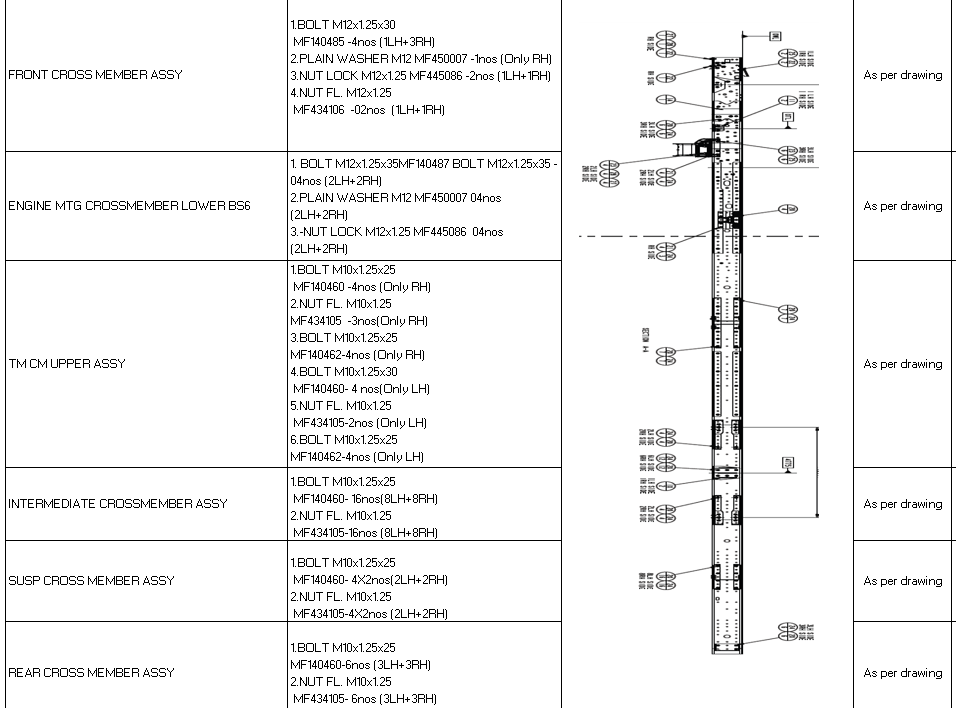 FRONT CROSS MEMBER ASSY
1.BOLT M12x1.25x30
MF140485 -4nos (1LH+3RH)
2.PLAIN WASHER M12 MF450007 -1nos (Only RH)
3.NUT LOCK M12x1.25 MF445086 -2nos (1LH+1RH)
4.NUT FL. M12x1.25
MF434106 -02nos (1LH+1RH)
As per drawing
ENGINE MTG CROSSMEMBER LOWER BS6
1. BOLT M12x1.25x35MF140487 BOLT M12x1.25x35 -
04nos (2LH+2RH)
2.PLAIN WASHER M12 MF450007 04nos
(2LH+2RH)
3.-NUT LOCK M12x1.25 MF445086 04nos
(2LH+2RH)
As per drawing
TM CM UPPER ASSY
1.BOLT M10x1.25x25
MF140460 -4nos (Only RH)
2.NUT FL. M10x1.25
MF434105 -3nos(Only RH)
3.BOLT M10x1.25x25
MF140462-4nos (Only RH)
4.BOLT M10x1.25x30
MF140460- 4 nos(Only LH)
5.NUT FL. M10x1.25
MF434105-2nos (Only LH)
6.BOLT M10x1.25x25
MF140462-4nos (Only LH)
As per drawing
INTERMEDIATE CROSSMEMBER ASSY
1.BOLT M10x1.25x25
MF140460- 16nos(8LH+8RH)
2.NUT FL. M10x1.25
MF434105-16nos (8LH+8RH)
As per drawing
SUSP CROSS MEMBER ASSY
1.BOLT M10x1.25x25
MF140460- 4X2nos(2LH+2RH)
2.NUT FL. M10x1.25
MF434105-4X2nos (2LH+2RH)
As per drawing
REAR CROSS MEMBER ASSY
1.BOLT M10x1.25x25
MF140460-6nos (3LH+3RH)
2.NUT FL. M10x1.25
MF434105- 6nos (3LH+3RH)
As per drawing